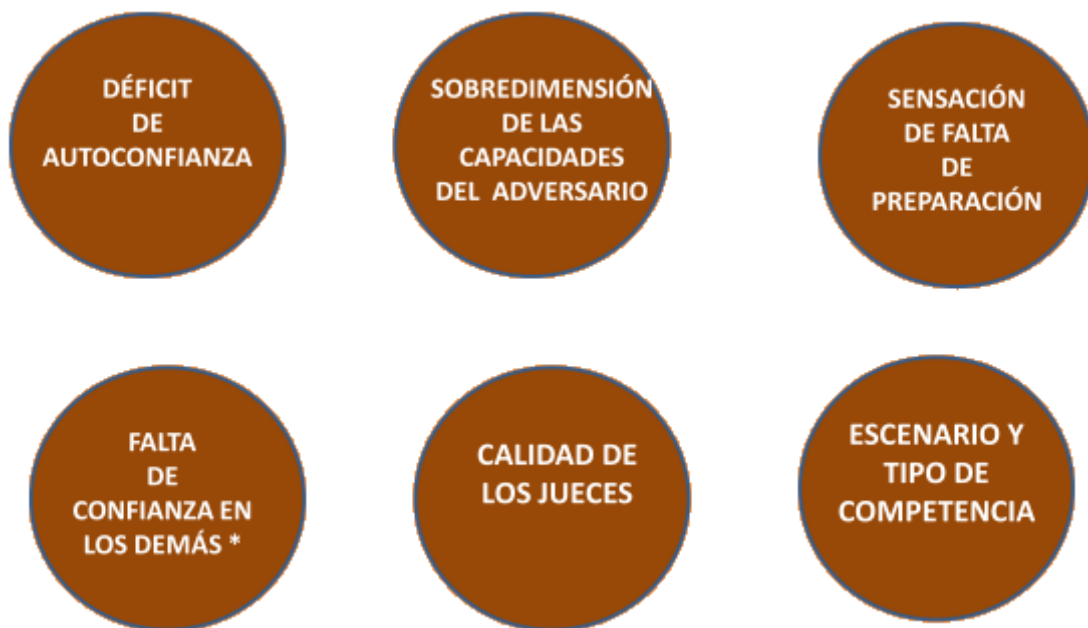 DÉFICIT
DE
AUTOCONFIANZA
SOBREDIMENSIÓN
DE LAS
CAPACIDADES
DEL ADVERSARIO
SENSACIÓN
DE FALTA
DE
PREPARACIÓN
FALTA
DE
CONFIANZA EN
LOS DEMÁS *
CALIDAD DE
LOS JUECES
ESCENARIO Y
TIPO DE
COMPETENCIA